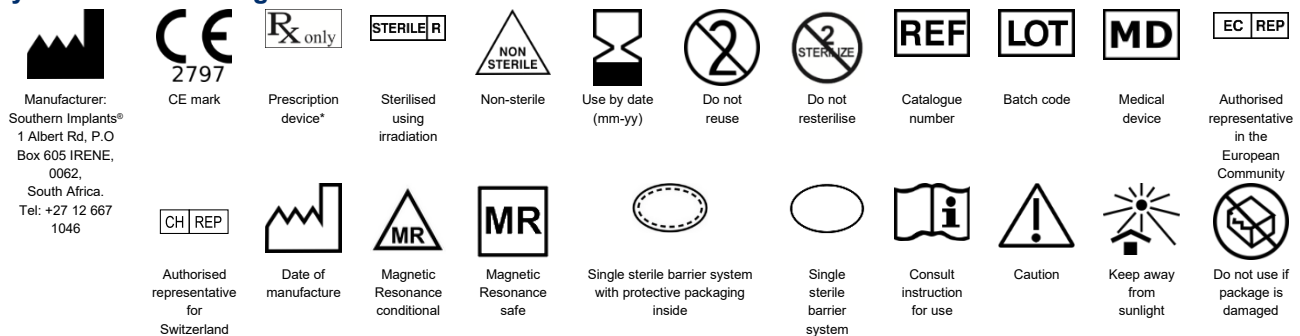 Manufacturer:
Southern Implants®
1 Albert Rd, P.O
Box 605 IRENE,
0062,
South Africa.
Tel: +27 12 667
1046
2797
CE mark
Rx only
Prescription
device*
STERILE R
Sterilised
using
irradiation
NON
STERILE
Non-sterile
Use by date
(mm-yy)
2
Do not
reuse
2
STERILIZE
Do not
resterilise
REF
Catalogue
number
LOT
Batch code
MD
Medical
device
EC REP
Authorised
representative
in the
European
Community
CH REP
Authorised
representative
for
Switzerland
Date of
manufacture
MR
Magnetic
Resonance
conditional
MR
Magnetic
Resonance
safe
Single sterile barrier system
with protective packaging
inside
Single
sterile
barrier
system
i
Consult
instruction
for use
!
Caution
Keep away
from
sunlight
Do not use if
package is
damaged